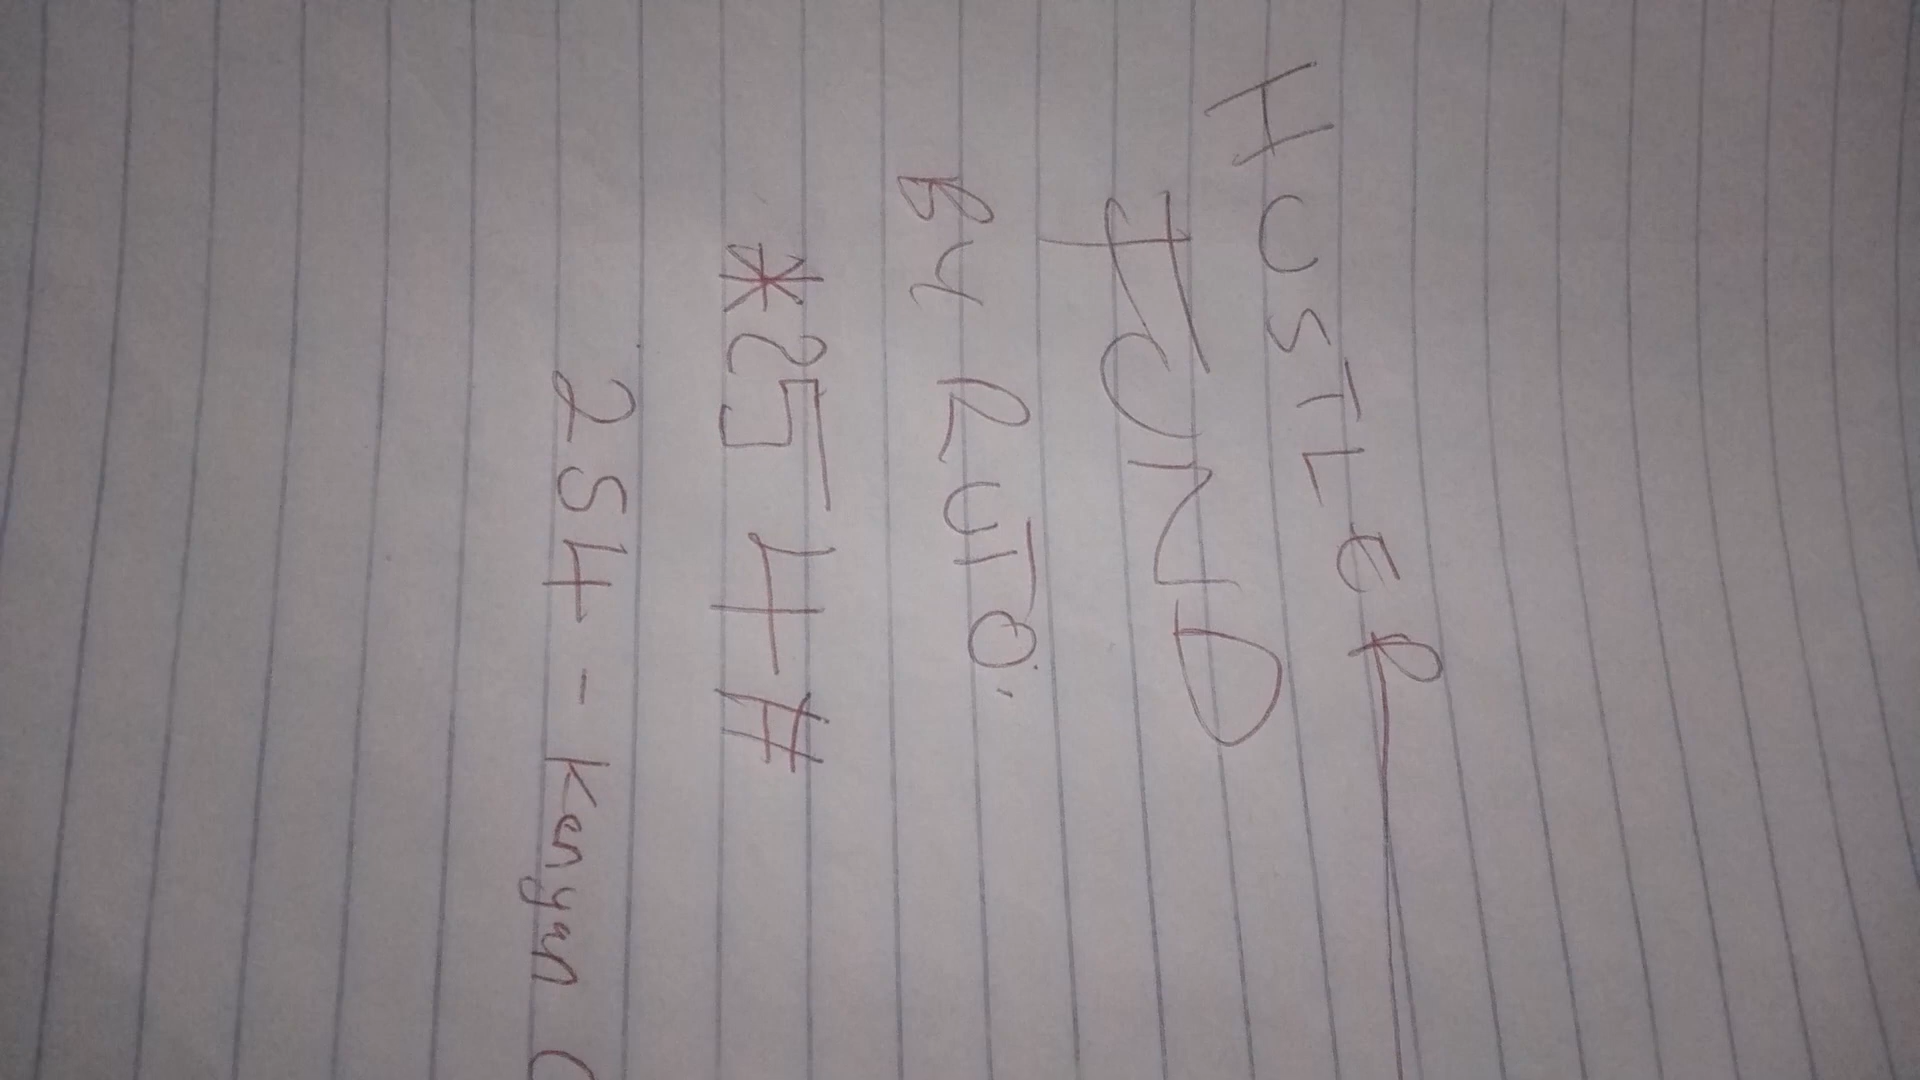 HUSTLER
FUND
By RUTO.
*254#
254 - Kenyan